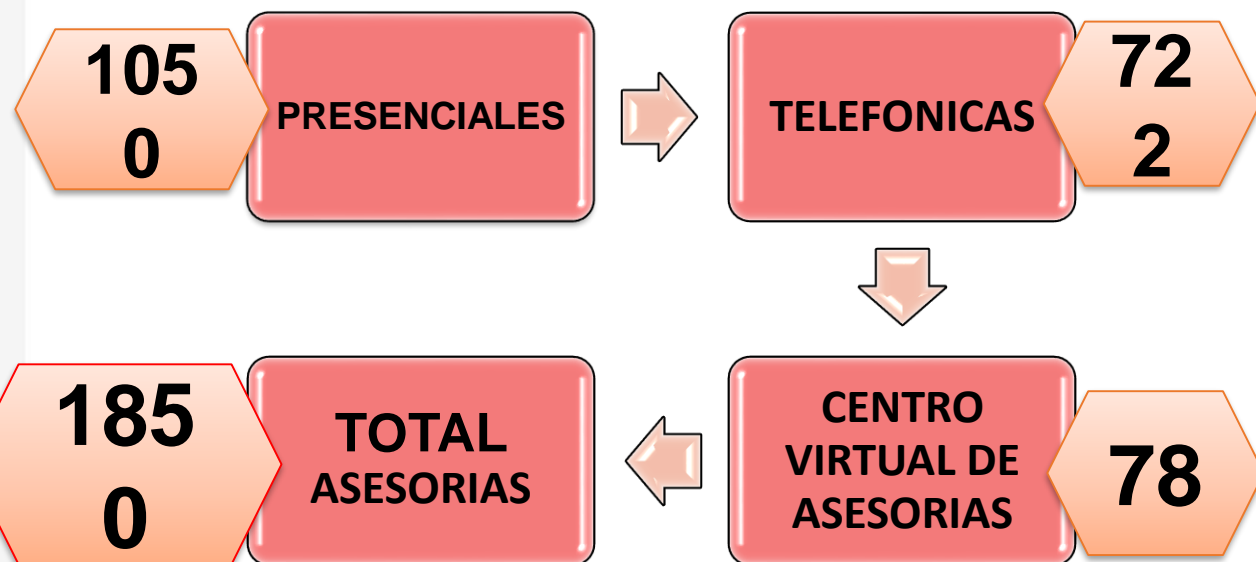 105
0
PRESENCIALES
TELEFONICAS
72
2
CENTRO
VIRTUAL DE
ASESORIAS
78
TOTAL
ASESORIAS
185
0